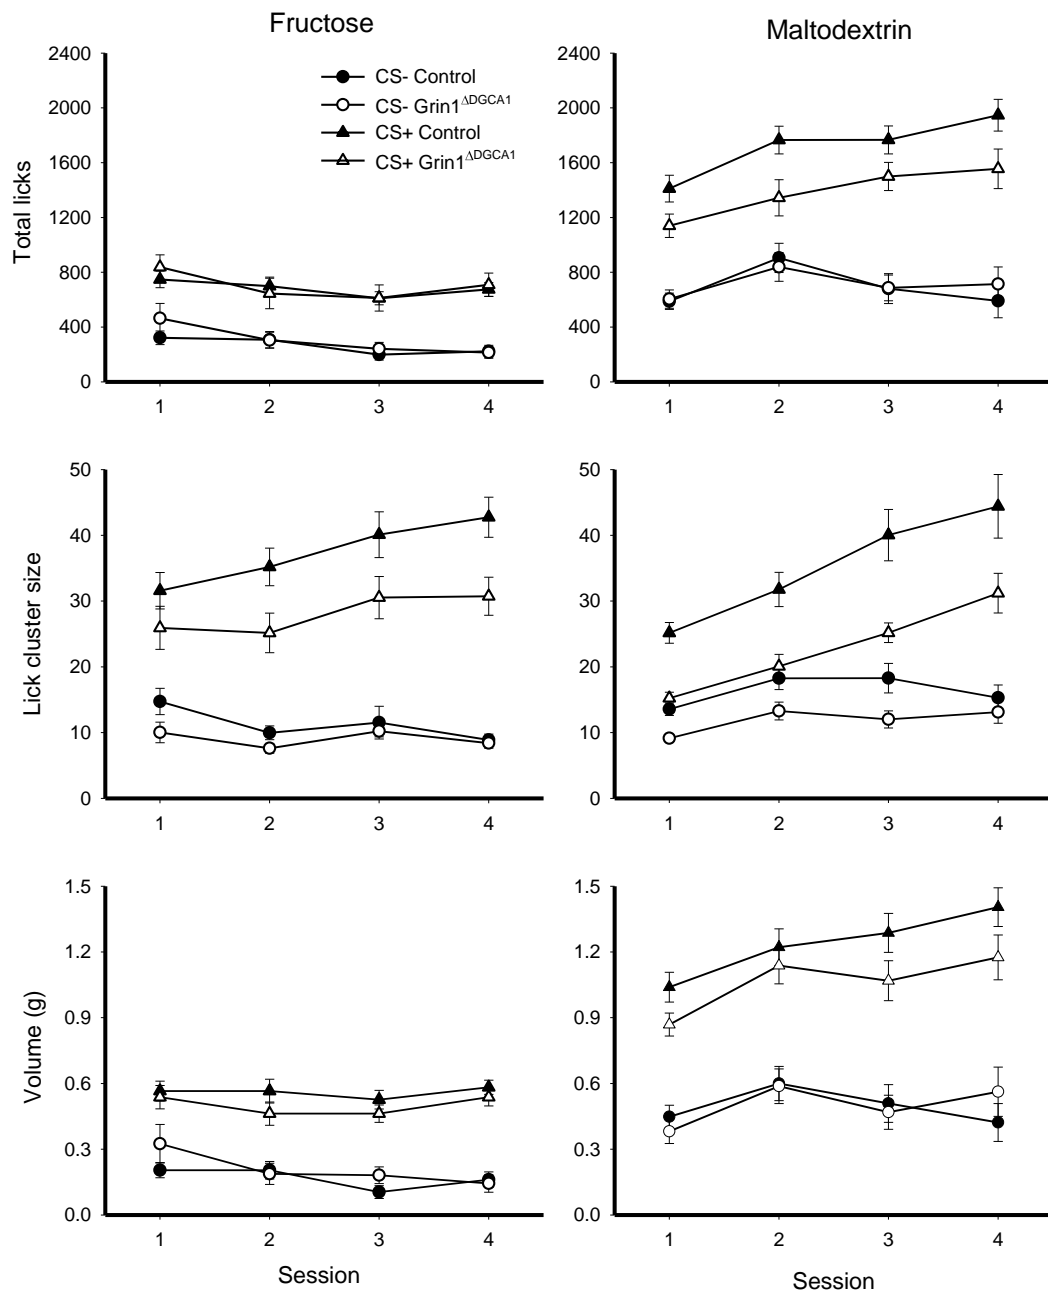 Fructose
Maltodextrin
CS- Control
CS- Grin1ΔDGCA1
CS+ Control
CS+ Grin1ΔDGCA1
Total licks
2400
2000
1600
1200
800
400
0
1 2 3 4
2400
2000
1600
1200
800
400
0
1 2 3 4
Lick cluster size
50
40
30
20
10
0
1 2 3 4
50
40
30
20
10
0
1 2 3 4
Volume (g)
1.5
1.2
0.9
0.6
0.3
0.0
1 2 3 4
Session
1.5
1.2
0.9
0.6
0.3
0.0
1 2 3 4
Session